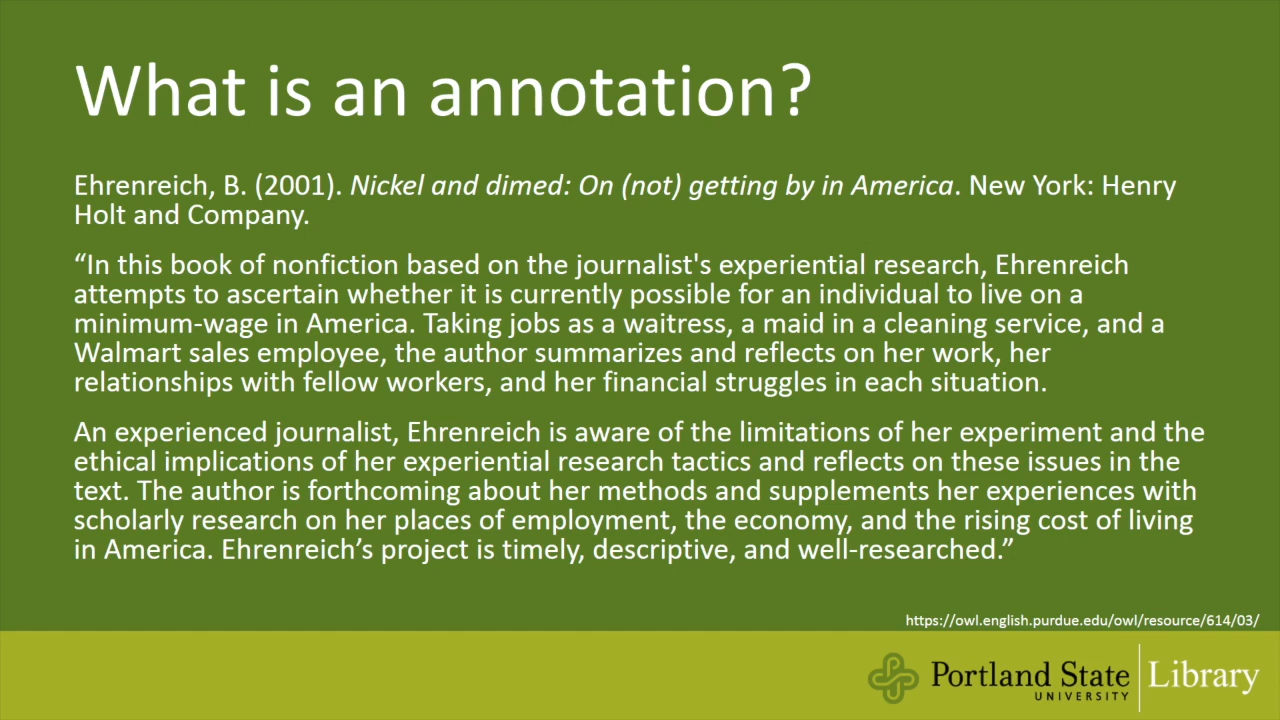 What is an annotation?
Ehrenreich, B. (2001). Nickel and dimed: On (not) getting by in America. New York: Henry
Holt and Company.
“In this book of nonfiction based on the journalist's experiential research, Ehrenreich
attempts to ascertain whether it is currently possible for an individual to live on a
minimum-wage in America. Taking jobs as a waitress, a maid in a cleaning service, and a
Walmart sales employee, the author summarizes and reflects on her work, her
relationships with fellow workers, and her financial struggles in each situation.
An experienced journalist, Ehrenreich is aware of the limitations of her experiment and the
ethical implications of her experiential research tactics and reflects on these issues in the
text. The author is forthcoming about her methods and supplements her experiences with
scholarly research on her places of employment, the economy, and the rising cost of living
in America. Ehrenreich’s project is timely, descriptive, and well-researched.”
https://owl.english.purdue.edu/owl/resource/614/03/
Portland State Library
UNIVERSITY